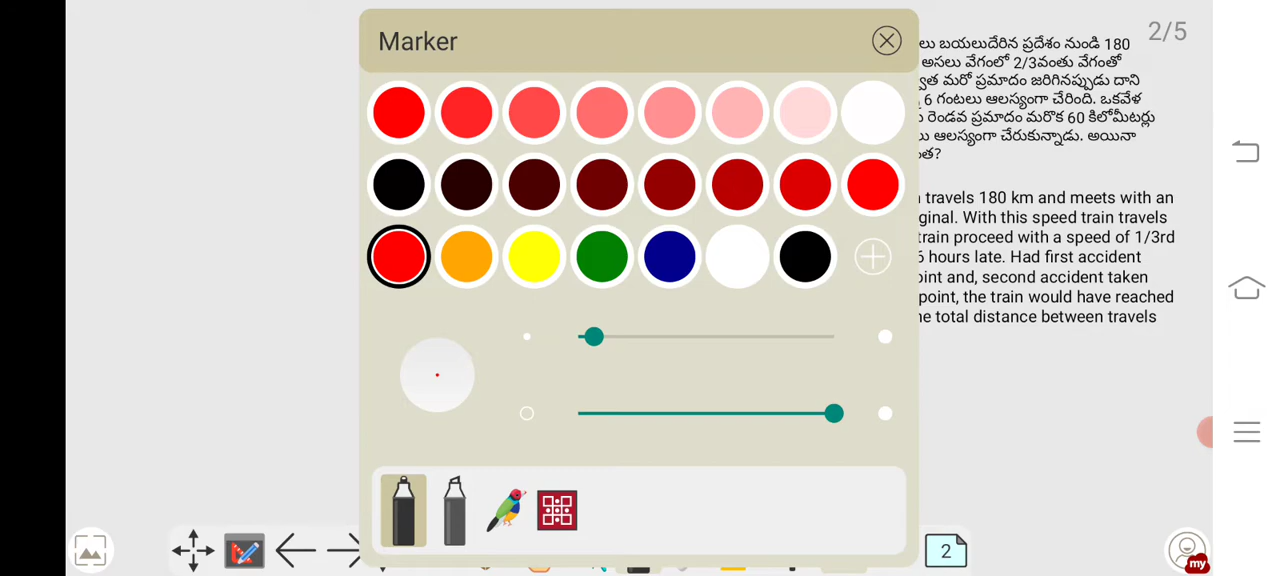 Marker
2/5
లు బయలుదేరిన ప్రదేశం నుండి 180
అసలు వేగంలో 2/3వంతు వేగంతో
మరో ప్రమాదం జరిగినప్పుడు దాని
6 గంటలు ఆలస్యంగా చేరింది. ఒకవేళ
రెండవ ప్రమాదం మరొక 60 కిలోమీటర్లు
లు ఆలస్యంగా చేరుకున్నాడు. అయినా
ంత?
travels 180 km and meets with an
ginal. With this speed train travels
train proceed with a speed of 1/3rd
6 hours late. Had first accident
oint and, second accident taken
point, the train would have reached
he total distance between travels
2
my